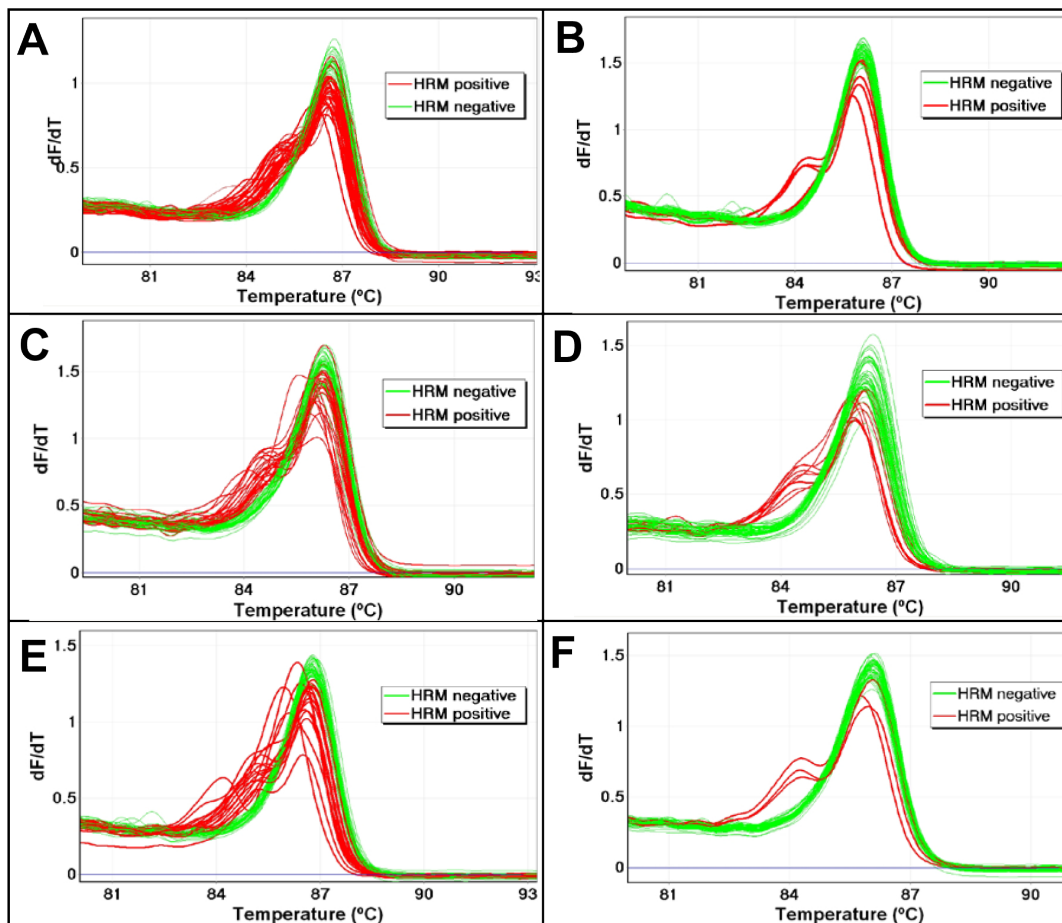 A
dF/dT
1
0.5
0
HRM positive
HRM negative
81
84
87
90
93
Temperature (ºC)
B
dF/dT
1.5
1
0.5
0
HRM negative
HRM positive
81
84
87
90
Temperature (ºC)
C
dF/dT
1.5
1
0.5
0
HRM negative
HRM positive
81
84
87
90
Temperature (ºC)
D
dF/dT
1.5
1
0.5
0
HRM negative
HRM positive
81
84
87
90
Temperature (ºC)
E
dF/dT
1.5
1
0.5
0
HRM negative
HRM positive
81
84
87
90
93
Temperature (ºC)
F
dF/dT
1.5
1
0.5
0
HRM negative
HRM positive
81
84
87
90
Temperature (ºC)